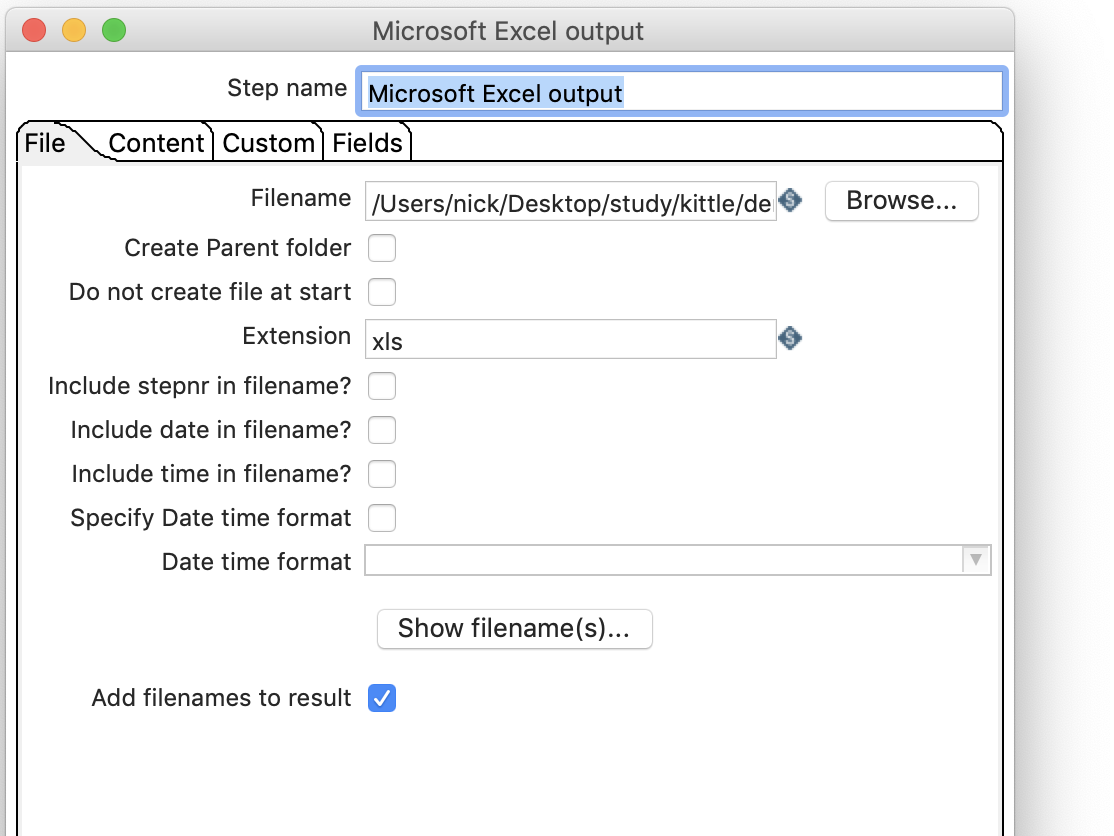 Microsoft Excel output
Step name Microsoft Excel output
File Content Custom Fields
Filename /Users/nick/Desktop/study/kittle/de Browse...
Create Parent folder
Do not create file at start
Extension xls
Include stepnr in filename?
Include date in filename?
Include time in filename?
Specify Date time format
Date time format
Show filename(s)...
Add filenames to result